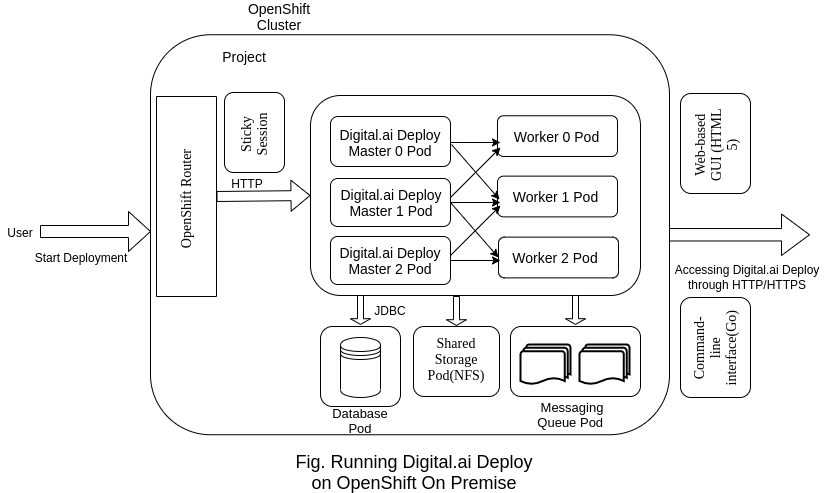 OpenShift
Cluster
Project
OpenShift Router
Sticky
Session
HTTP
User
Start Deployment
Digital.ai Deploy
Master 0 Pod
Digital.ai Deploy
Master 1 Pod
Digital.ai Deploy
Master 2 Pod
Worker 0 Pod
Worker 1 Pod
Worker 2 Pod
JDBC
Database
Pod
Shared
Storage
Pod(NFS)
Messaging
Queue Pod
Web-based
GUI (HTML
5)
Accessing Digital.ai Deploy
through HTTP/HTTPS
Command-
line
interface(Go)
Fig. Running Digital.ai Deploy
on OpenShift On Premise